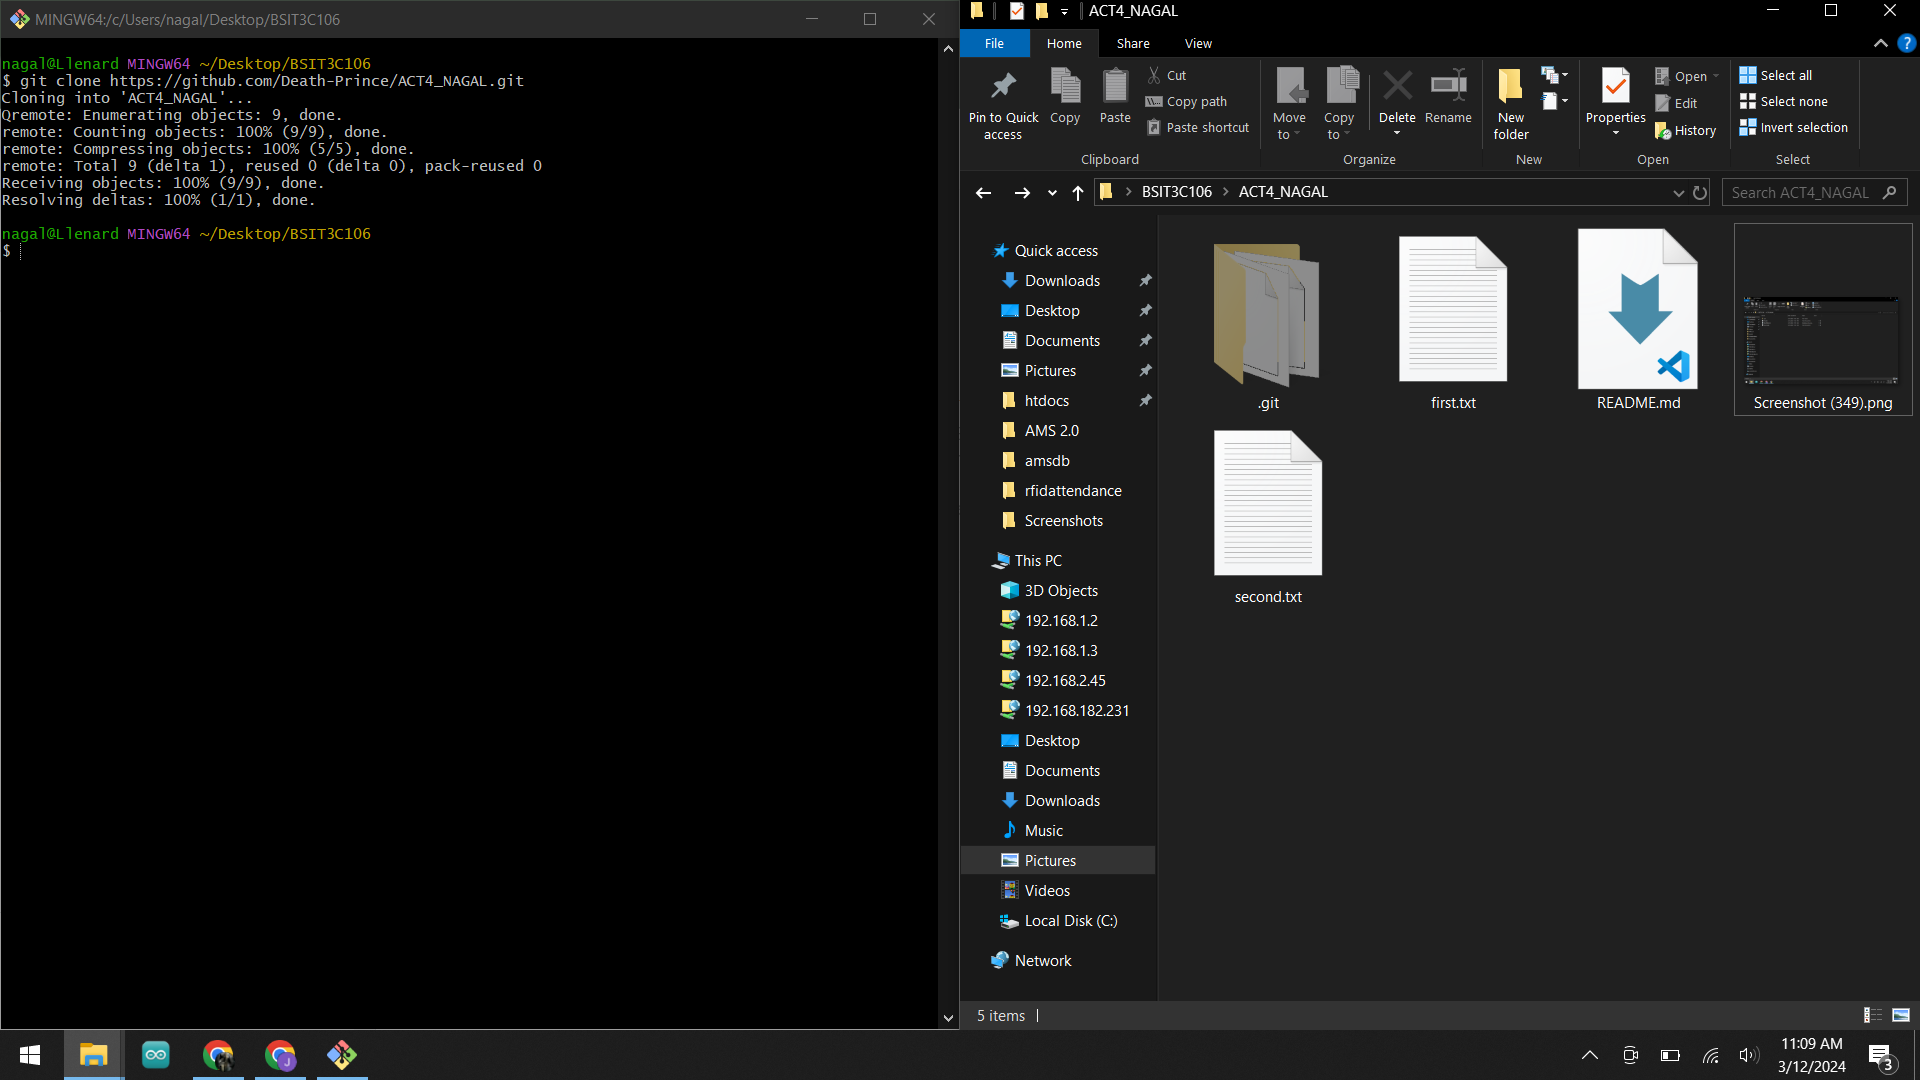 MINGW64:/c/Users/nagal/Desktop/BSIT3C106
nagal@Llenard MINGW64 ~/Desktop/BSIT3C106
$ git clone https://github.com/Death-Prince/ACT4_NAGAL.git
Cloning into 'ACT4_NAGAL'...
Qremote: Enumerating objects: 9, done.
remote: Counting objects: 100% (9/9), done.
remote: Compressing objects: 100% (5/5), done.
remote: Total 9 (delta 1), reused 0 (delta 0), pack-reused 0
Receiving objects: 100% (9/9), done.
Resolving deltas: 100% (1/1), done.
nagal@Llenard MINGW64 ~/Desktop/BSIT3C106
$
ACT4_NAGAL
File Home Share View
Pin to Quick access
Copy
Paste
Cut
Copy path
Paste shortcut
Clipboard
Move to
Copy to
Delete
Rename
Organize
New folder
New
Properties
Open
Edit
History
Open
Select all
Select none
Invert selection
Select
BSIT3C106 ACT4_NAGAL
Search ACT4_NAGAL
Quick access
Downloads
Desktop
Documents
Pictures
htdocs
AMS 2.0
amsdb
rfidattendance
Screenshots
This PC
3D Objects
192.168.1.2
192.168.1.3
192.168.2.45
192.168.182.231
Desktop
Documents
Downloads
Music
Pictures
Videos
Local Disk (C:)
Network
.git
first.txt
README.md
Screenshot (349).png
second.txt
5 items
J
11:09 AM
3/12/2024
3